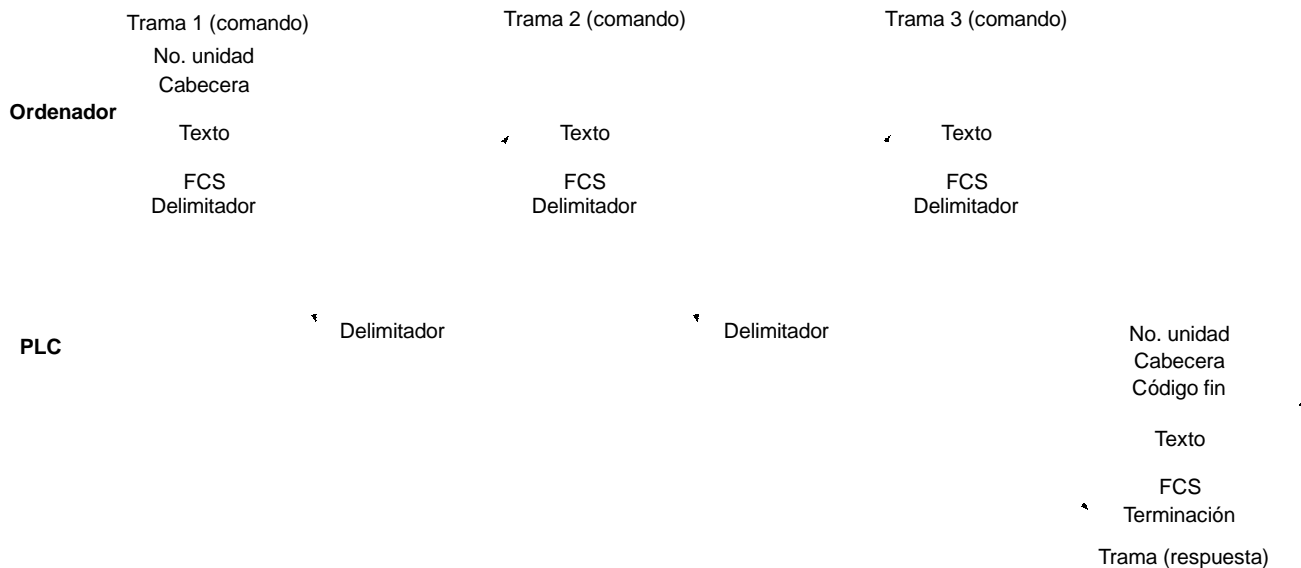 Trama 1 (comando)
Trama 2 (comando)
Trama 3 (comando)
No. unidad
Cabecera
Ordenador
Texto
Texto
Texto
FCS
FCS
FCS
Delimitador
Delimitador
Delimitador
Delimitador
Delimitador
PLC
No. unidad
Cabecera
Código fin
Texto
FCS
Terminación
Trama (respuesta)